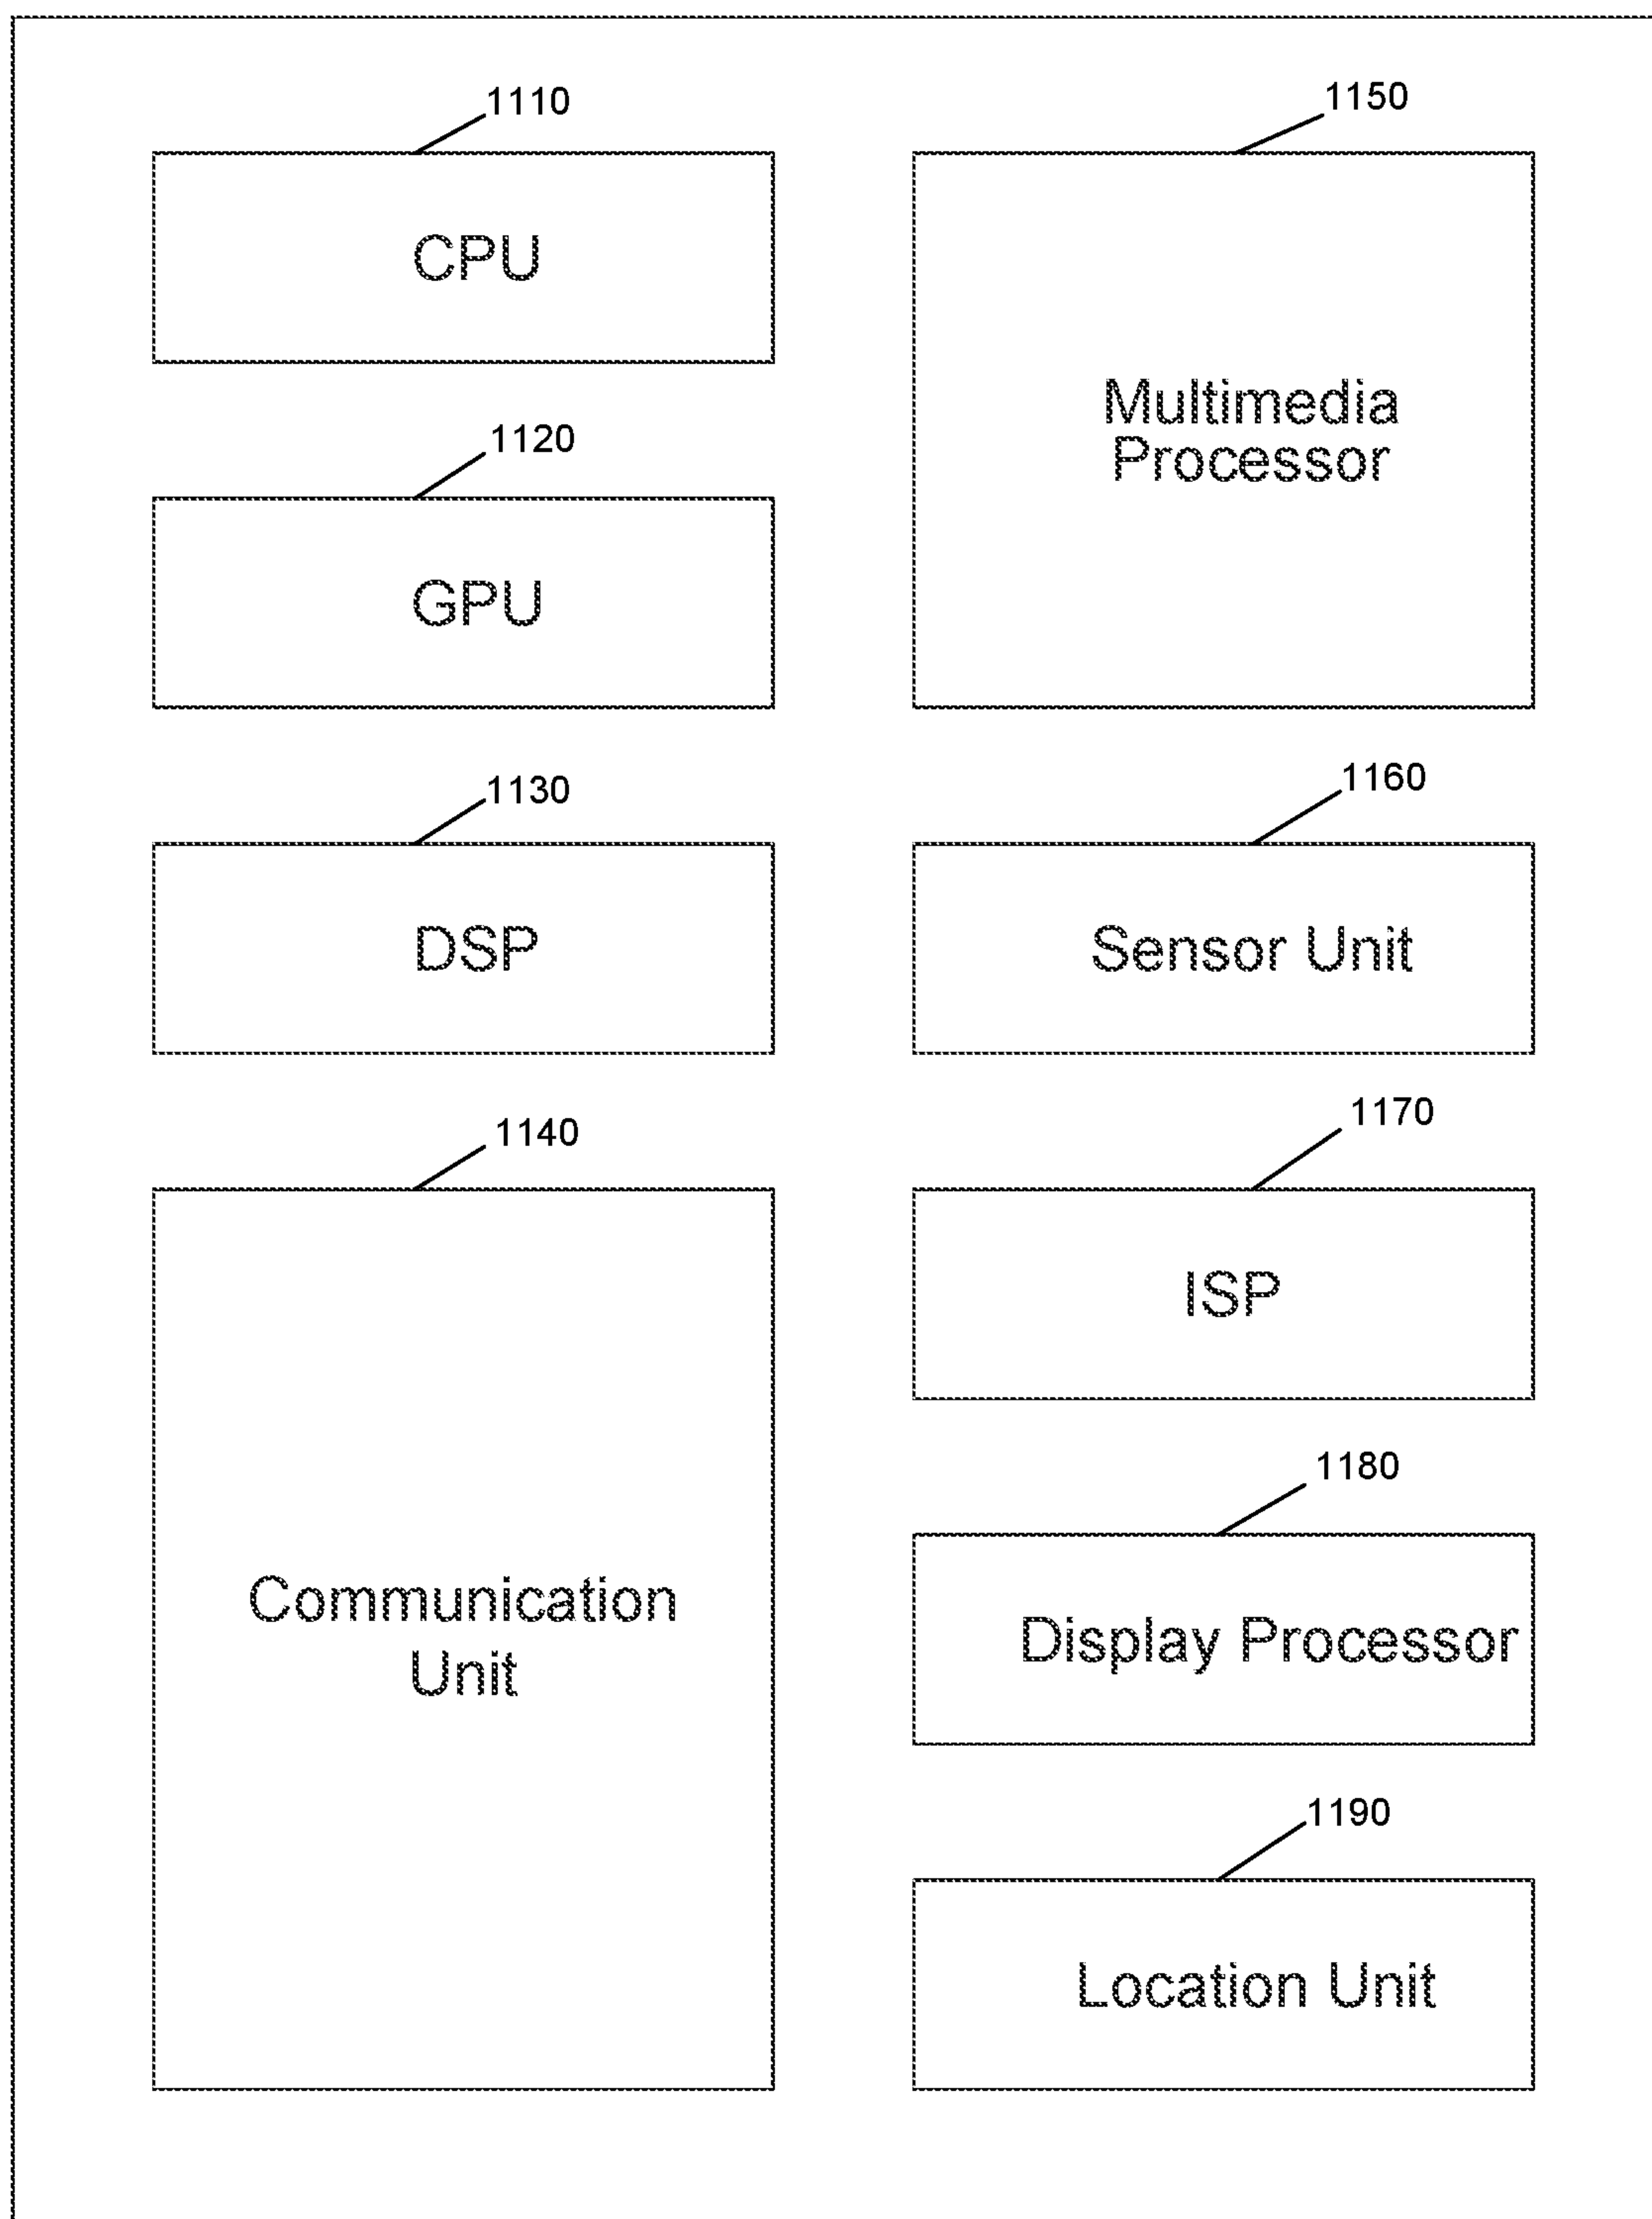 1110
CPU
1120
GPU
1130
DSP
1140
Communication
Unit
1150
Multimedia
Processor
1160
Sensor Unit
1170
ISP
1180
Display Processor
1190
Location Unit